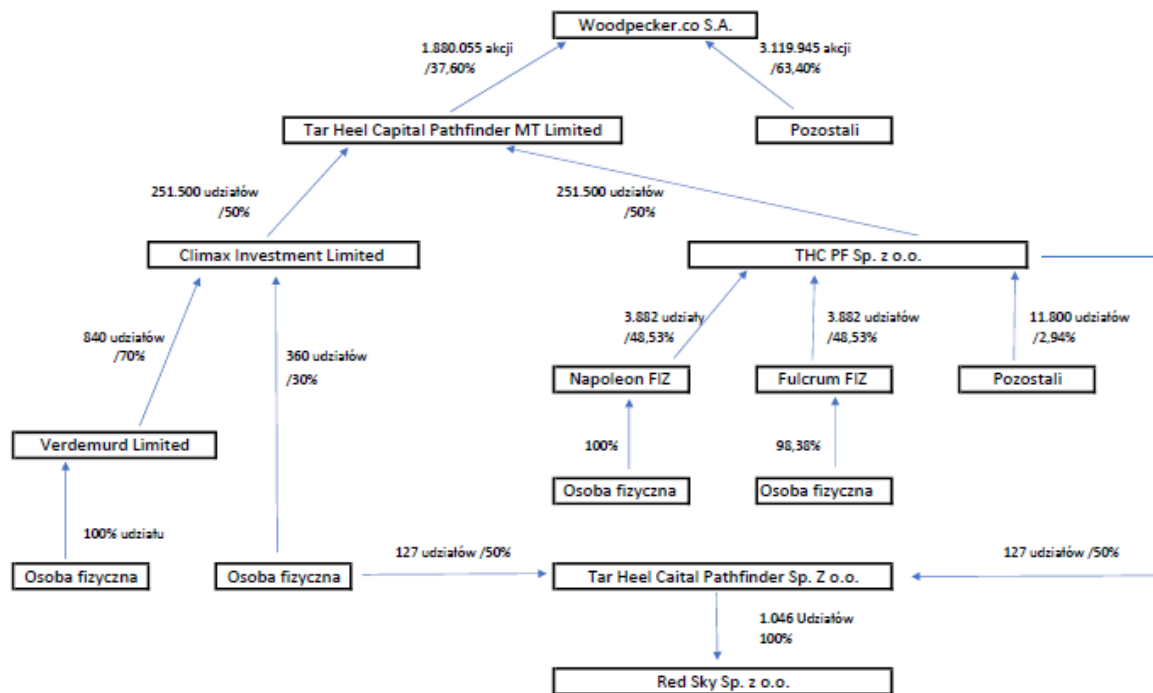 Woodpecker.co S.A.
1.880.055 akcji
/37,60%
3.119.945 akcji
/63,40%
Tar Heel Capital Pathfinder MT Limited
Pozostali
251.500 udziałów
/50%
251.500 udziałów
/50%
Climax Investment Limited
THC PF Sp. z o.o.
840 udziałów
/70%
360 udziałów
/30%
3.882 udziały
/48,53%
3.882 udziałów
/48,53%
11.800 udziałów
/2,94%
Napoleon FIZ
Fulcrum FIZ
Pozostali
Verdemurd Limited
100%
98,38%
Osoba fizyczna
Osoba fizyczna
100% udziału
127 udziałów /50%
127 udziałów /50%
Osoba fizyczna
Osoba fizyczna
Tar Heel Caital Pathfinder Sp. Z o.o.
1.046 Udziałów
100%
Red Sky Sp. z o.o.